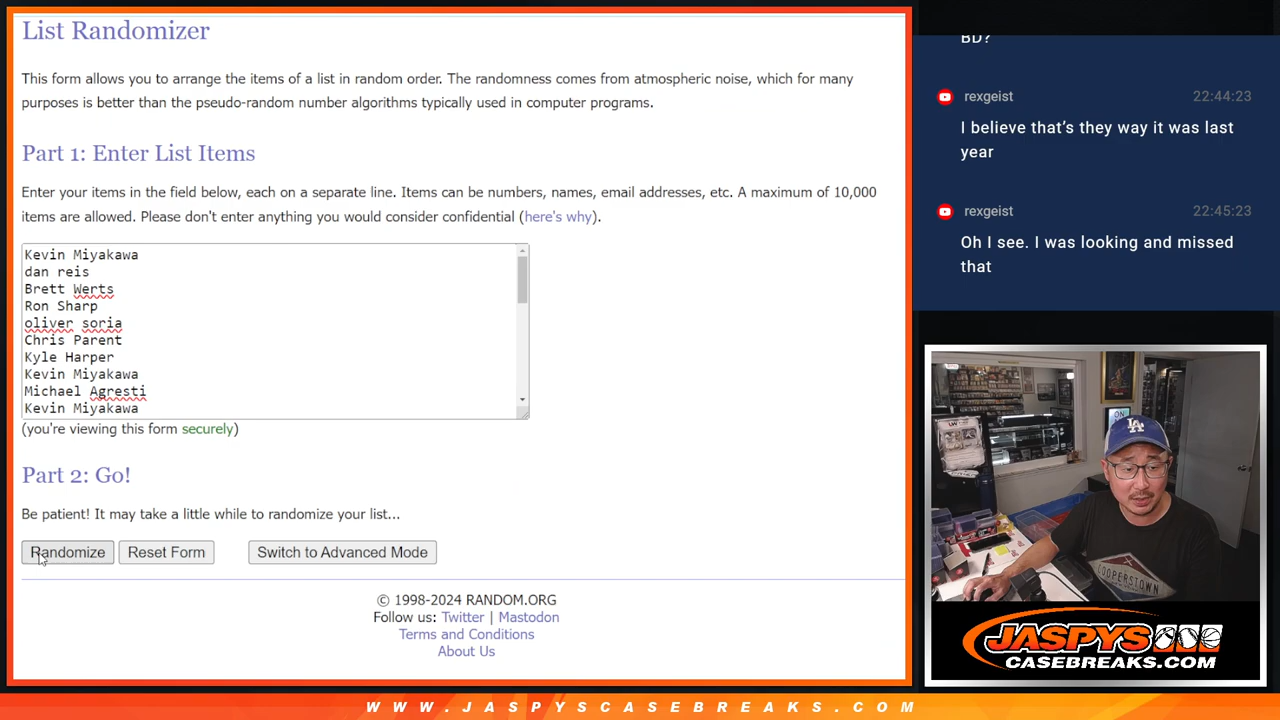 List Randomizer
This form allows you to arrange the items of a list in random order. The randomness comes from atmospheric noise, which for many
purposes is better than the pseudo-random number algorithms typically used in computer programs.
Part 1: Enter List Items
Enter your items in the field below, each on a separate line. Items can be numbers, names, email addresses, etc. A maximum of 10,000
items are allowed. Please don't enter anything you would consider confidential (here's why).
Kevin Miyakawa
dan reis
Brett Werts
Ron Sharp
oliver soria
Chris Parent
Kyle Harper
Kevin Miyakawa
Michael Agresti
Kevin Miyakawa
(you're viewing this form securely)
Part 2: Go!
Be patient! It may take a little while to randomize your list...
Randomize Reset Form Switch to Advanced Mode
© 1998-2024 RANDOM.ORG
Follow us: Twitter | Mastodon
Terms and Conditions
About Us
BD?
rexgeist 22:44:23
I believe that's they way it was last
year
rexgeist 22:45:23
Oh I see. I was looking and missed
that
LA
COOPERSTOWN
JASPYS
CASEBREAKS.COM
WWW.JASPYSCASEBREAKS.COM